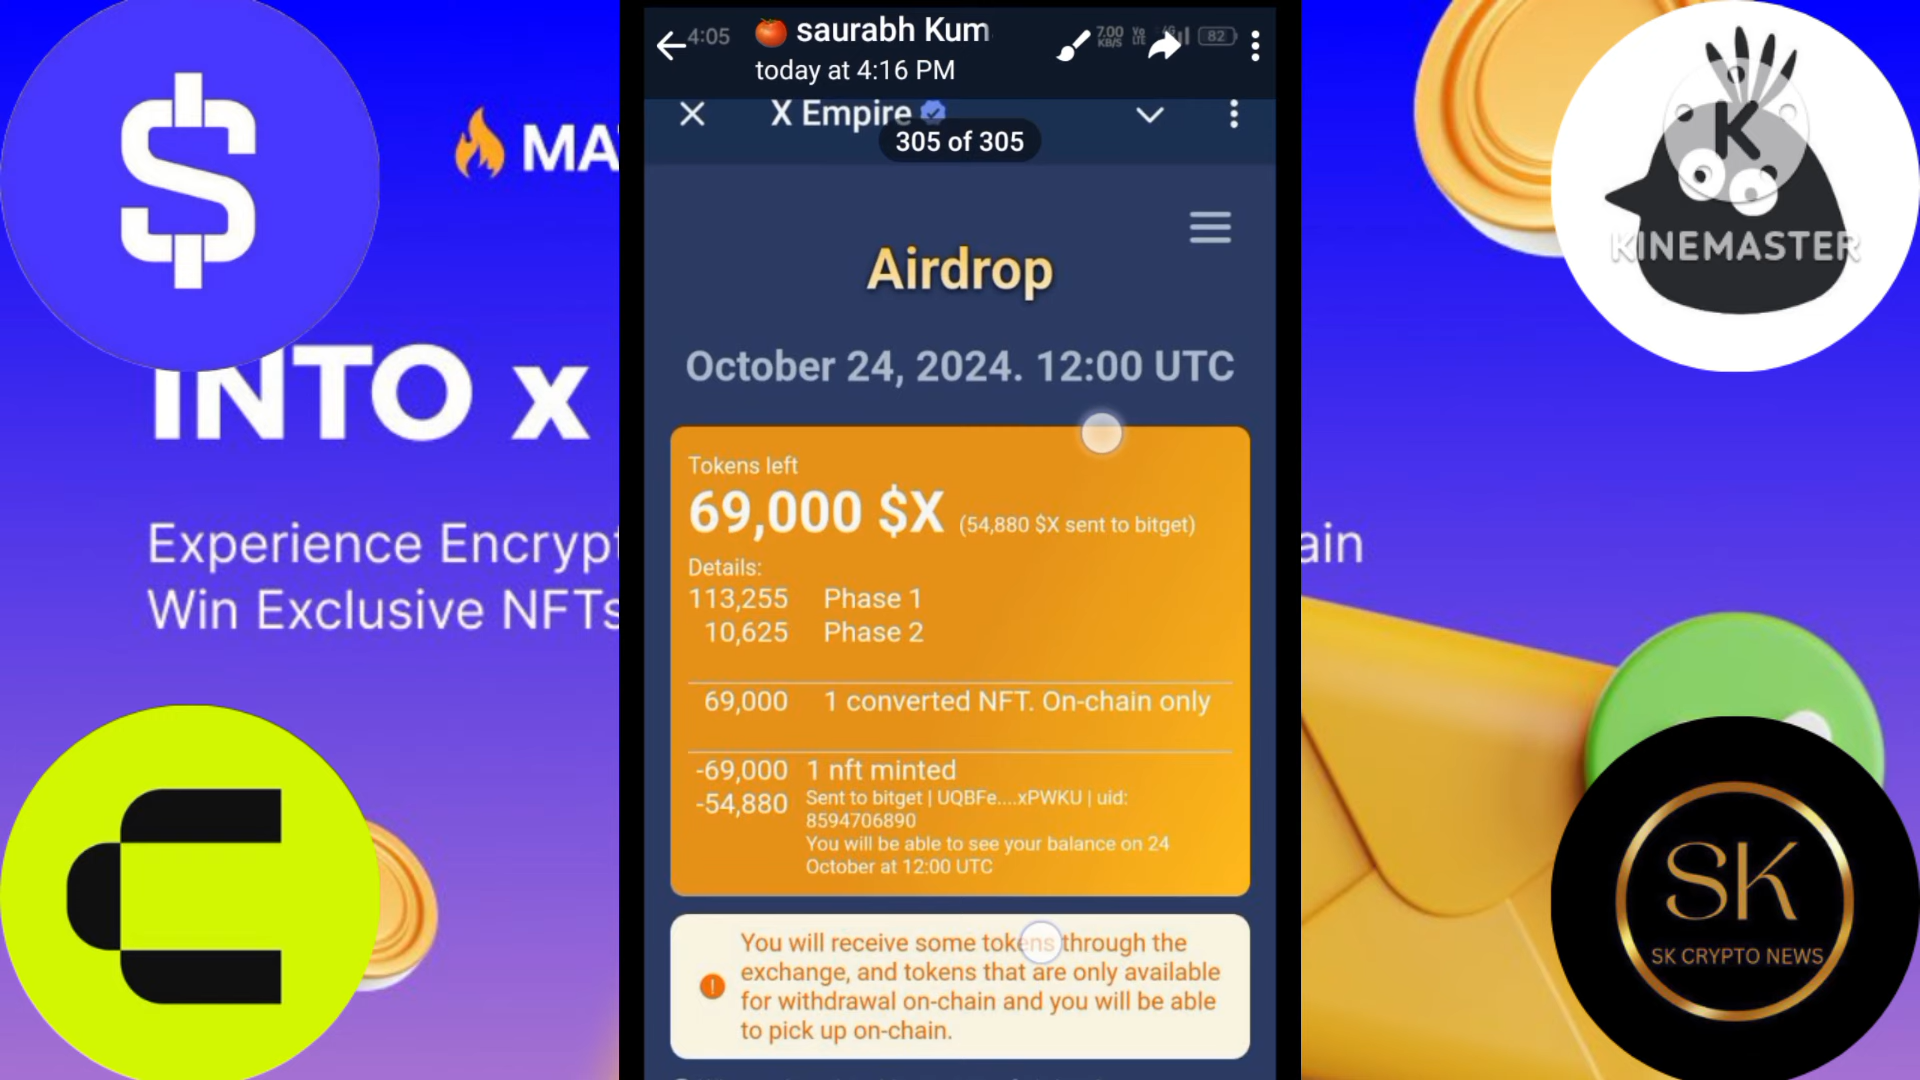 4:05
saurabh Kum
7.00 KB/S
82
today at 4:16 PM
X Empire
305 of 305
MA
K
KINEMASTER
Airdrop
October 24, 2024. 12:00 UTC
INTO x
Tokens left
69,000 $X (54,880 $X sent to bitget)
Experience Encryp
ain
Win Exclusive NFTs
Details:
113,255 Phase 1
10,625 Phase 2
69,000 1 converted NFT. On-chain only
-69,000 1 nft minted
-54,880 Sent to bitget | UQBFe....xPWKU | uid:
8594706890
You will be able to see your balance on 24
October at 12:00 UTC
You will receive some tokens through the
exchange, and tokens that are only available
for withdrawal on-chain and you will be able
to pick up on-chain.
SK
SK CRYPTO NEWS